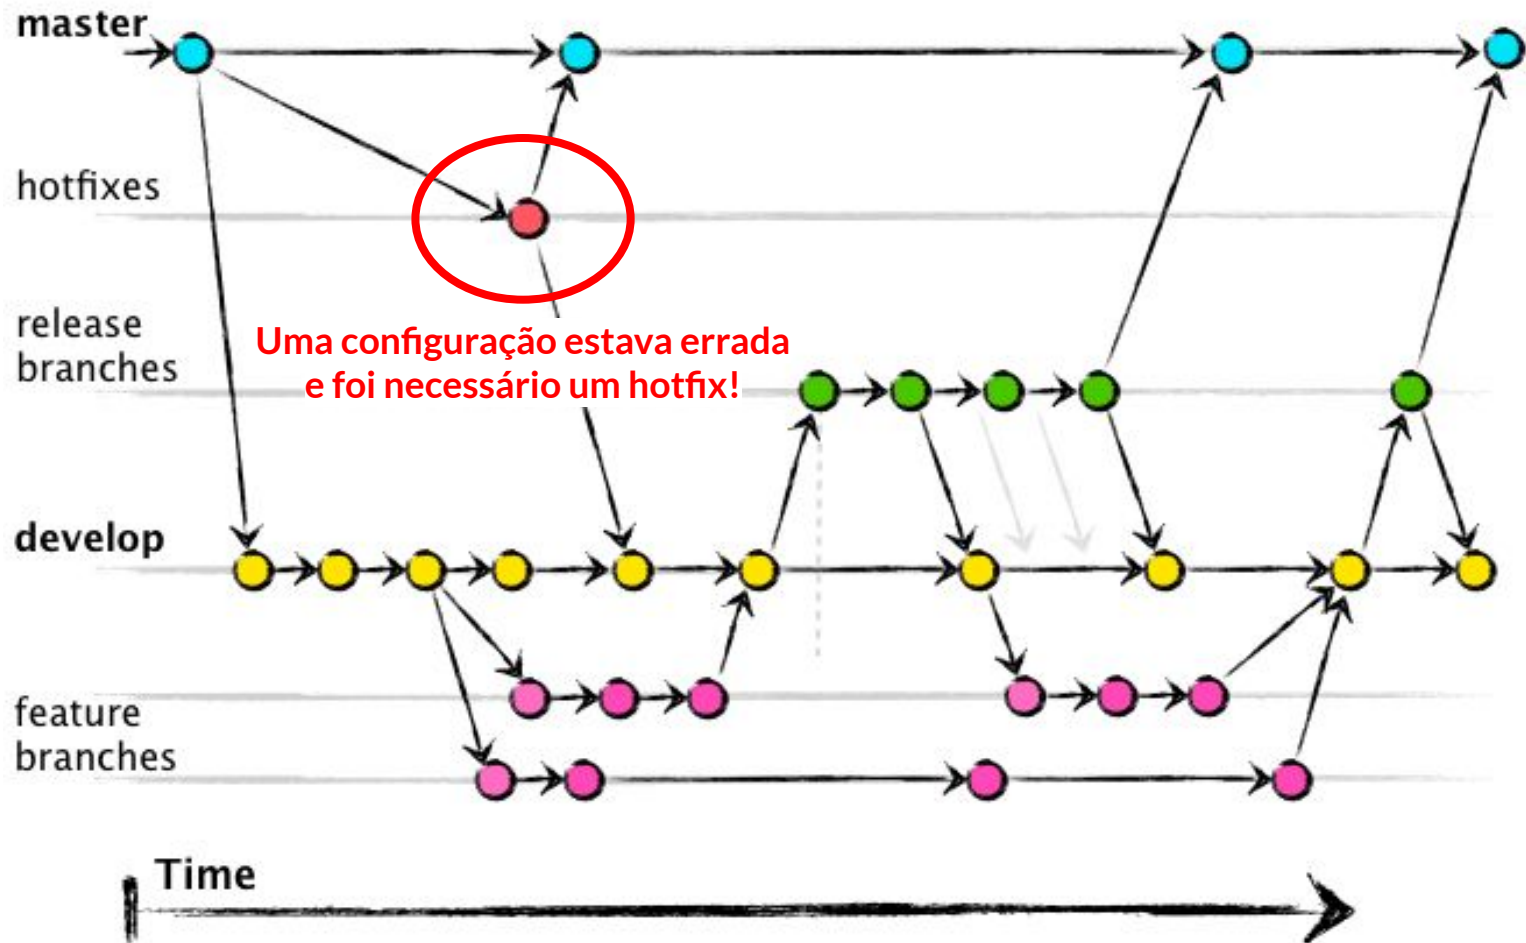 master
hotfixes
release
branches
Uma configuração estava errada
e foi necessário um hotfix!
develop
feature
branches
Time